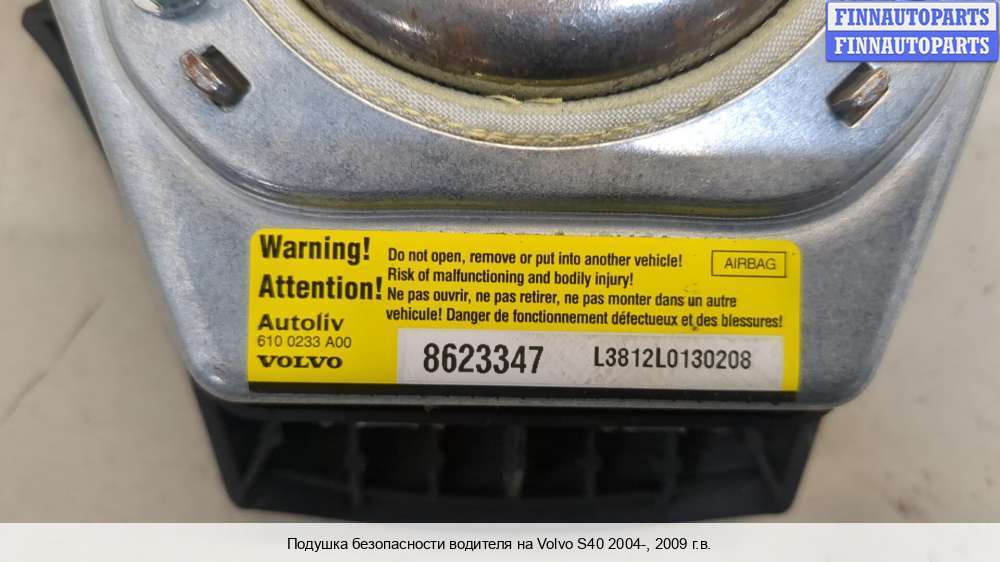 FINNAUTOPARTS
FINNAUTOPARTS
Warning!
Attention!
Do not open, remove or put into another vehicle!
Risk of malfunctioning and bodily injury!
Ne pas ouvrir, ne pas retirer, ne pas monter dans un autre
vehicule! Danger de fonctionnement défectueux et des blessures!
AIRBAG
Autoliv
610 0233 A00
VOLVO
8623347
L3812L0130208
Подушка безопасности водителя на Volvo S40 2004-, 2009 г.в.